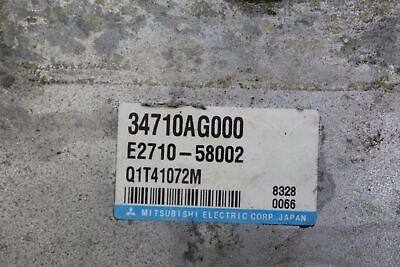 34710AG000
E2710-58002
Q1T41072M
8328
0066
MITSUBISHI ELECTRIC CORP. JAPAN